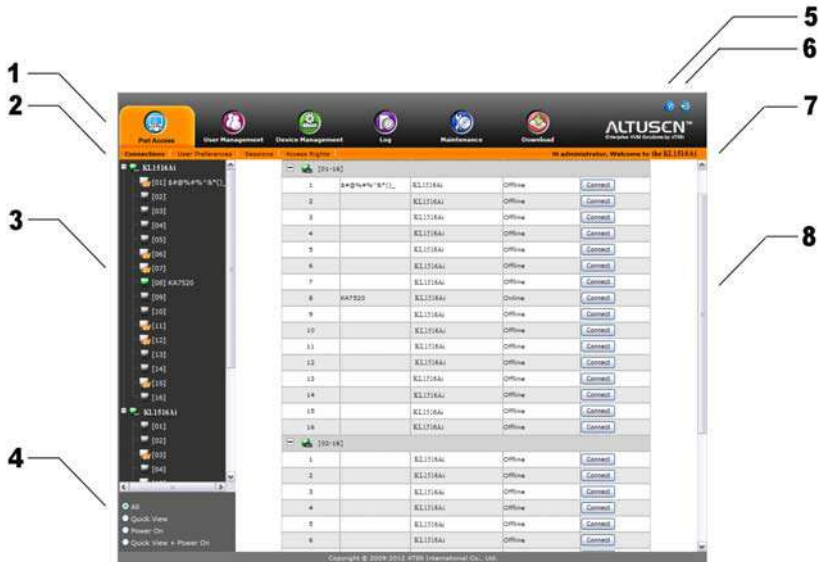 5
6
1
2
7
3
8
4
Port Access
User Management
Device Management
Log
Maintenance
Download
ALTUSCN™
Connections
User Preferences
Sessions
Access Rights
Hi administrator, Welcome to the KL1516Ai
KL1516Ai
[01] $#@%#%^&*()_
[02]
[03]
[04]
[05]
[06]
[07]
[08] KA7520
[09]
[10]
[11]
[12]
[13]
[14]
[15]
[16]
KL1516Ai
[01]
[02]
[03]
[04]
All
Quick View
Power On
Quick View + Power On
[01-16]
1 $#@%#%^&*()_ KL1516Ai Offline Connect
2 KL1516Ai Offline Connect
3 KL1516Ai Offline Connect
4 KL1516Ai Offline Connect
5 KL1516Ai Offline Connect
6 KL1516Ai Offline Connect
7 KL1516Ai Offline Connect
8 KA7520 KL1516Ai Online Connect
9 KL1516Ai Offline Connect
10 KL1516Ai Offline Connect
11 KL1516Ai Offline Connect
12 KL1516Ai Offline Connect
13 KL1516Ai Offline Connect
14 KL1516Ai Offline Connect
15 KL1516Ai Offline Connect
16 KL1516Ai Offline Connect
[02-16]
1 KL1516Ai Offline Connect
2 KL1516Ai Offline Connect
3 KL1516Ai Offline Connect
4 KL1516Ai Offline Connect
5 KL1516Ai Offline Connect
6 KL1516Ai Offline Connect
Copyright © 2009-2012 ATEN International Co., Ltd.